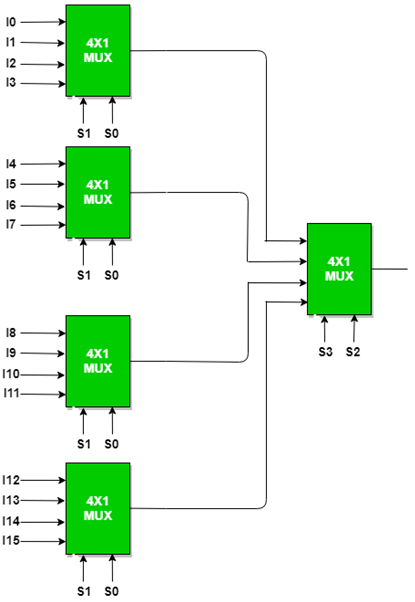 I0
I1
I2
I3
4X1
MUX
S1 S0
I4
I5
I6
I7
4X1
MUX
S1 S0
4X1
MUX
S3 S2
I8
I9
I10
I11
4X1
MUX
S1 S0
I12
I13
I14
I15
4X1
MUX
S1 S0